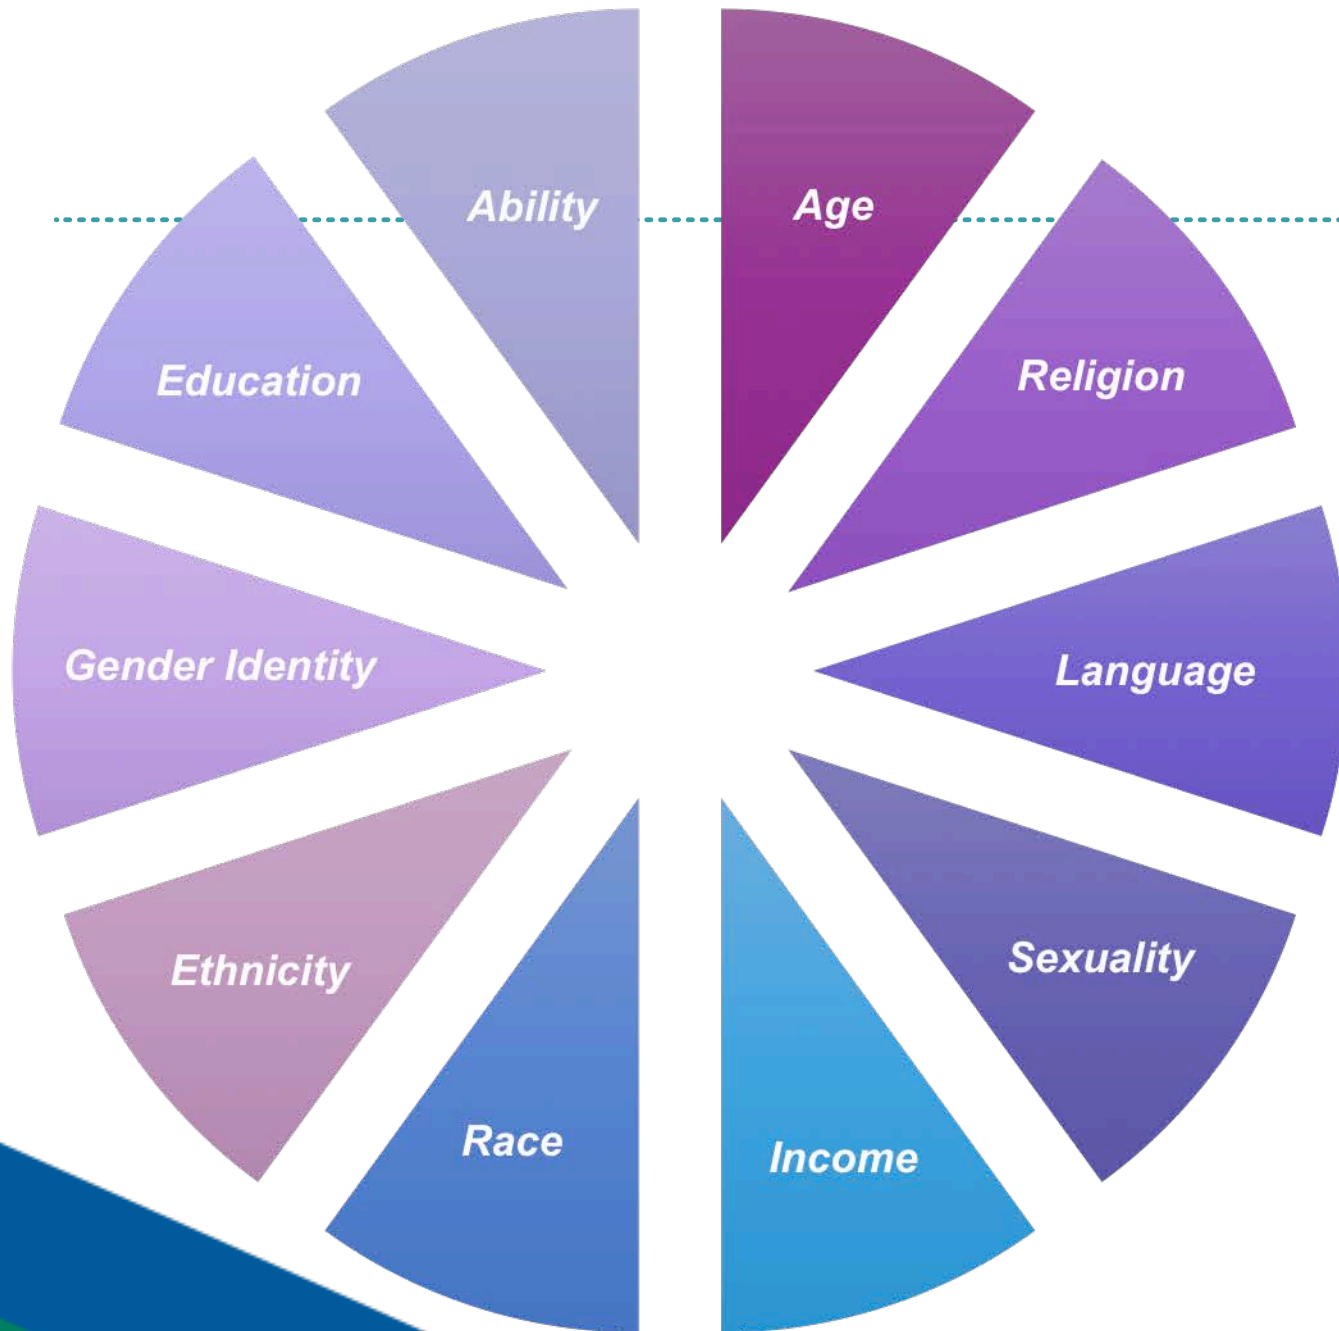 Ability
Age
Religion
Education
Language
Gender Identity
Sexuality
Ethnicity
Race
Income